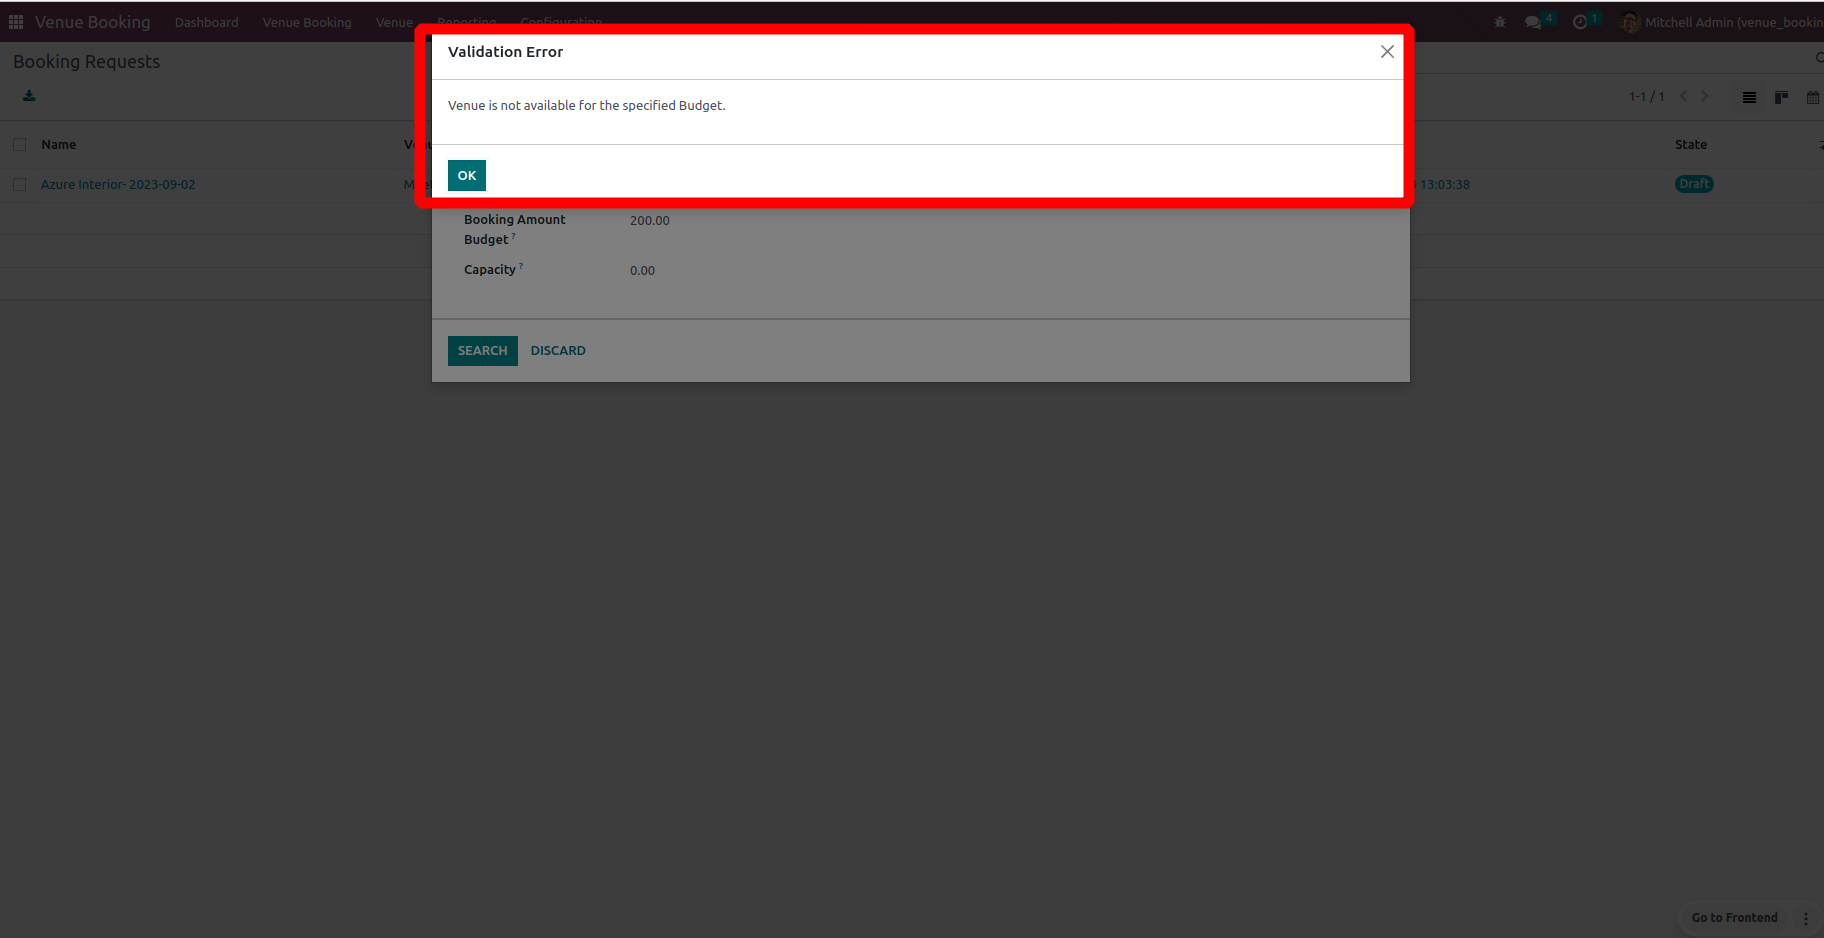 Venue Booking Dashboard Venue Booking Venue Reporting Configuration 4 1 Mitchell Admin
Validation Error
Booking Requests
1-1 / 1
Venue is not available for the specified Budget.
Name State
OK
Azure Interior- 2023-09-02 13:03:38 Draft
Booking Amount
Budget ? 200.00
Capacity ? 0.00
SEARCH DISCARD
Go to Frontend